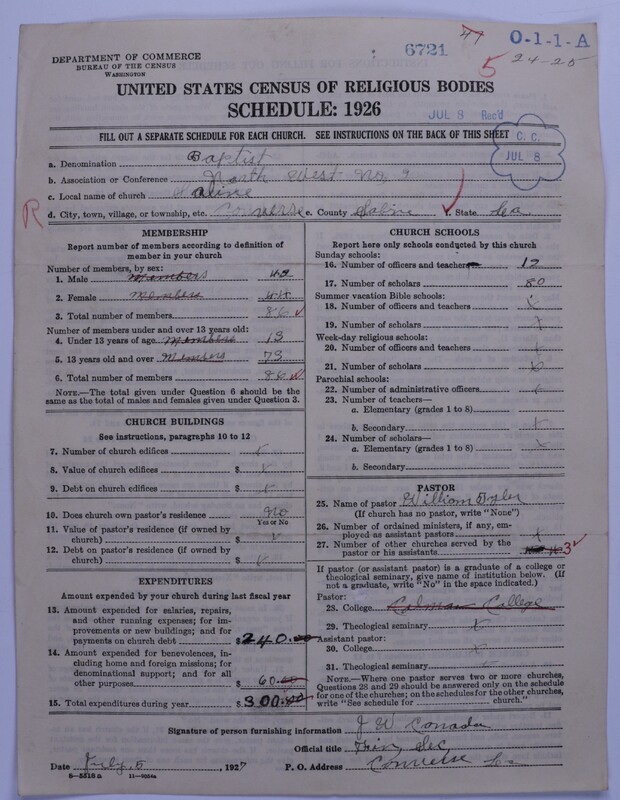 DEPARTMENT OF COMMERCE
BUREAU OF THE CENSUS
WASHINGTON
6721
O-1-1-A
5
24-25
UNITED STATES CENSUS OF RELIGIOUS BODIES
SCHEDULE: 1926
JUL 8 Rec'd
FILL OUT A SEPARATE SCHEDULE FOR EACH CHURCH. SEE INSTRUCTIONS ON THE BACK OF THIS SHEET
C. C.
JUL 8
a. Denomination Baptist
b. Association or Conference North West No. 9
c. Local name of church
R
d. City, town, village, or township, etc. Converse e. County Sabine f. State La
MEMBERSHIP
Report number of members according to definition of member in your church
Number of members, by sex:
1. Male Members 42
2. Female Members 44
3. Total number of members 86
Number of members under and over 13 years old:
4. Under 13 years of age Members 13
5. 13 years old and over Members 73
6. Total number of members 86
NOTE.—The total given under Question 6 should be the same as the total of males and females given under Question 3.
CHURCH BUILDINGS
See instructions, paragraphs 10 to 12
7. Number of church edifices
8. Value of church edifices $
9. Debt on church edifices $
10. Does church own pastor's residence No
Yes or No
11. Value of pastor's residence (if owned by church) $
12. Debt on pastor's residence (if owned by church) $
EXPENDITURES
Amount expended by your church during last fiscal year
13. Amount expended for salaries, repairs, and other running expenses; for improvements or new buildings; and for payments on church debt $240.00
14. Amount expended for benevolences, including home and foreign missions; for denominational support; and for all other purposes $60.00
15. Total expenditures during year $300.00
CHURCH SCHOOLS
Report here only schools conducted by this church
Sunday schools:
16. Number of officers and teachers 12
17. Number of scholars 80
Summer vacation Bible schools:
18. Number of officers and teachers
19. Number of scholars
Week-day religious schools:
20. Number of officers and teachers
21. Number of scholars
Parochial schools:
22. Number of administrative officers
23. Number of teachers—
a. Elementary (grades 1 to 8)
b. Secondary
24. Number of scholars—
a. Elementary (grades 1 to 8)
b. Secondary
PASTOR
25. Name of pastor William Tyler
(If church has no pastor, write "None")
26. Number of ordained ministers, if any, employed as assistant pastors
27. Number of other churches served by the pastor or his assistants 3
If pastor (or assistant pastor) is a graduate of a college or theological seminary, give name of institution below. (If not a graduate, write "No" in the space indicated.)
Pastor:
28. College Colman College
29. Theological seminary
Assistant pastor:
30. College
31. Theological seminary
NOTE.—Where one pastor serves two or more churches, Questions 28 and 29 should be answered only on the schedule for one of the churches; on the schedules for the other churches, write "See schedule for church."
Signature of person furnishing information J W Conada
Official title
Date July 5, 1927 P. O. Address Converse La
8-5518 a 11-9054a